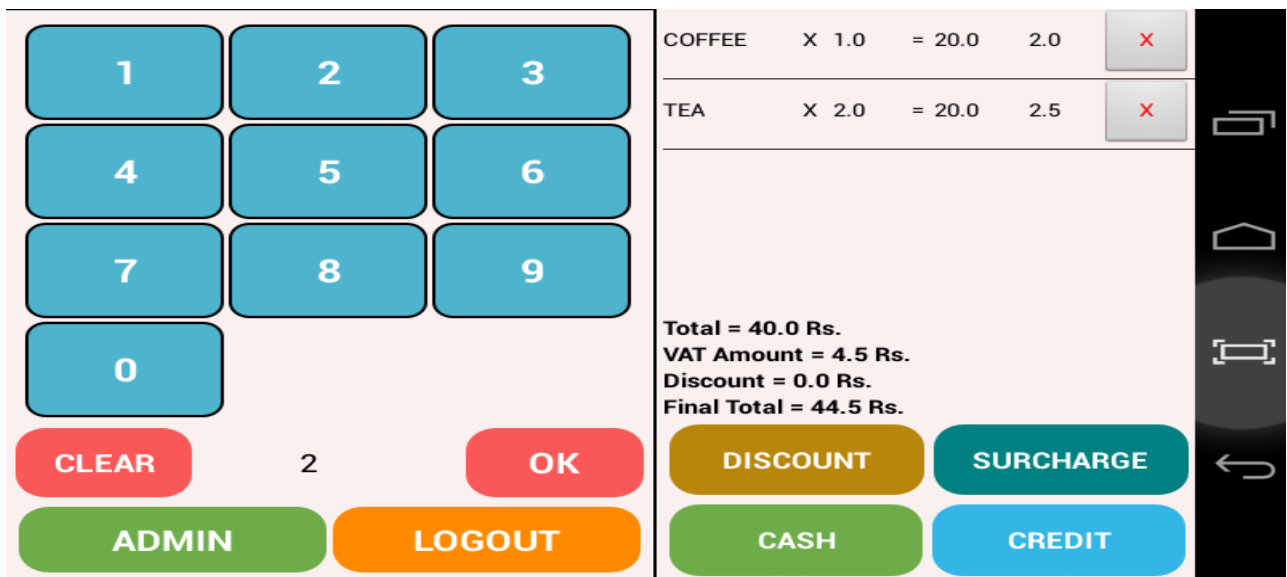 1 2 3
4 5 6
7 8 9
0
CLEAR 2 OK
ADMIN LOGOUT
COFFEE X 1.0 = 20.0 2.0 X
TEA X 2.0 = 20.0 2.5 X
Total = 40.0 Rs.
VAT Amount = 4.5 Rs.
Discount = 0.0 Rs.
Final Total = 44.5 Rs.
DISCOUNT SURCHARGE
CASH CREDIT